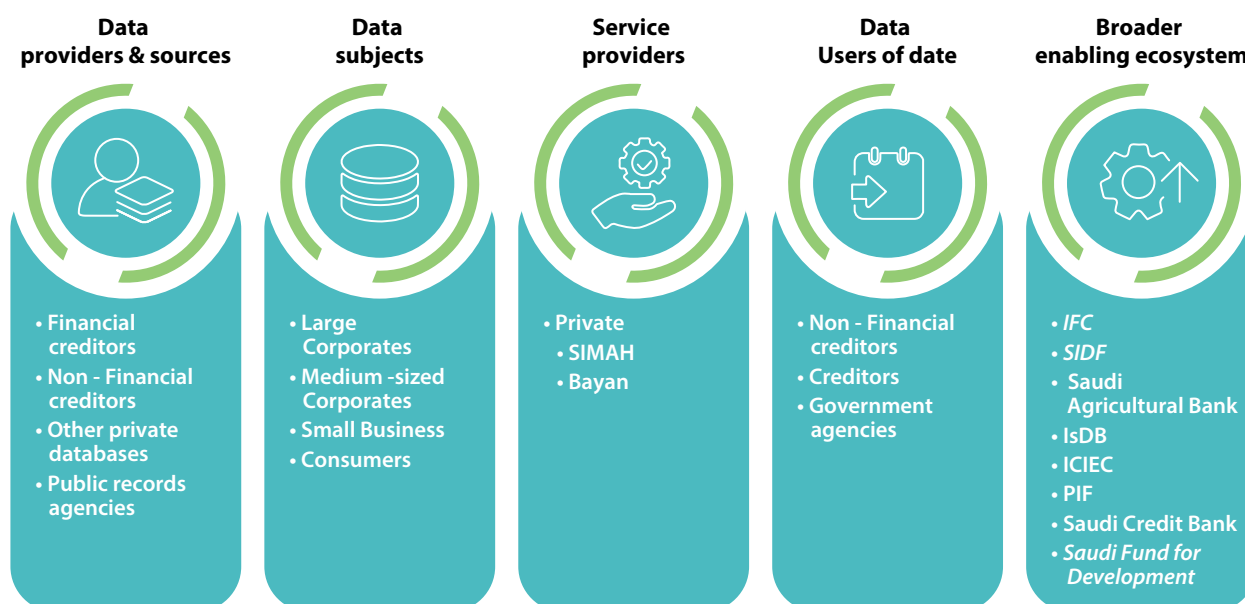 Data
providers & sources
• Financial
creditors
• Non - Financial
creditors
• Other private
databases
• Public records
agencies
Data
subjects
• Large
Corporates
• Medium -sized
Corporates
• Small Business
• Consumers
Service
providers
• Private
• SIMAH
• Bayan
Data
Users of date
• Non - Financial
creditors
• Creditors
• Government
agencies
Broader
enabling ecosystem
• IFC
• SIDF
• Saudi
Agricultural Bank
• IsDB
• ICIEC
• PIF
• Saudi Credit Bank
• Saudi Fund for
Development